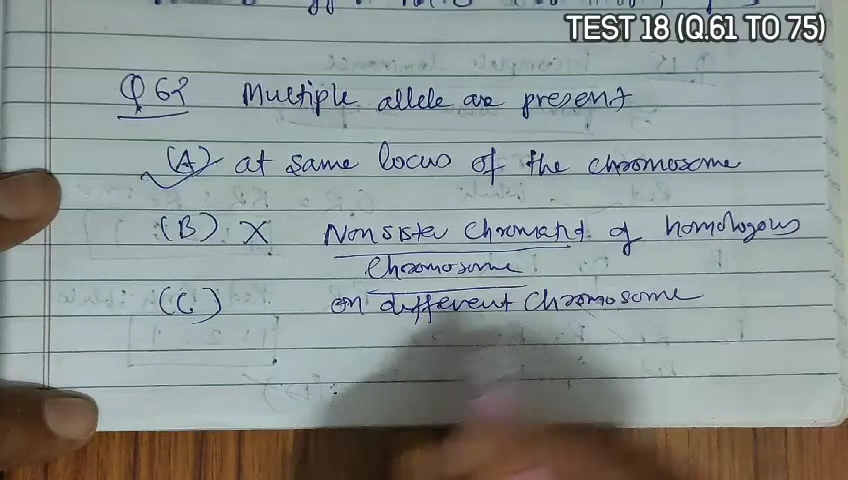 TEST 18 (Q.61 TO 75)
Q 62 Multiple allele are present
(A) at same locus of the chromosome
(B) X Nonsister chromatid of homologous
chromosome
(C) on different chromosome